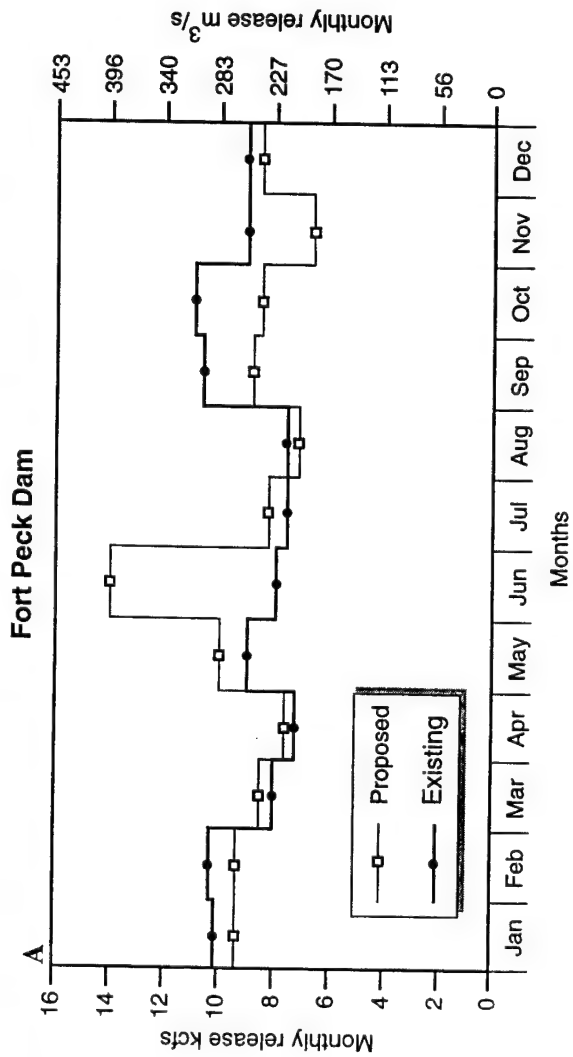 Fort Peck Dam
A
Monthly release kcfs
16
14
12
10
8
6
4
2
0
Monthly release m³/s
453
396
340
283
227
170
113
56
0
Proposed
Existing
Jan Feb Mar Apr May Jun Jul Aug Sep Oct Nov Dec
Months